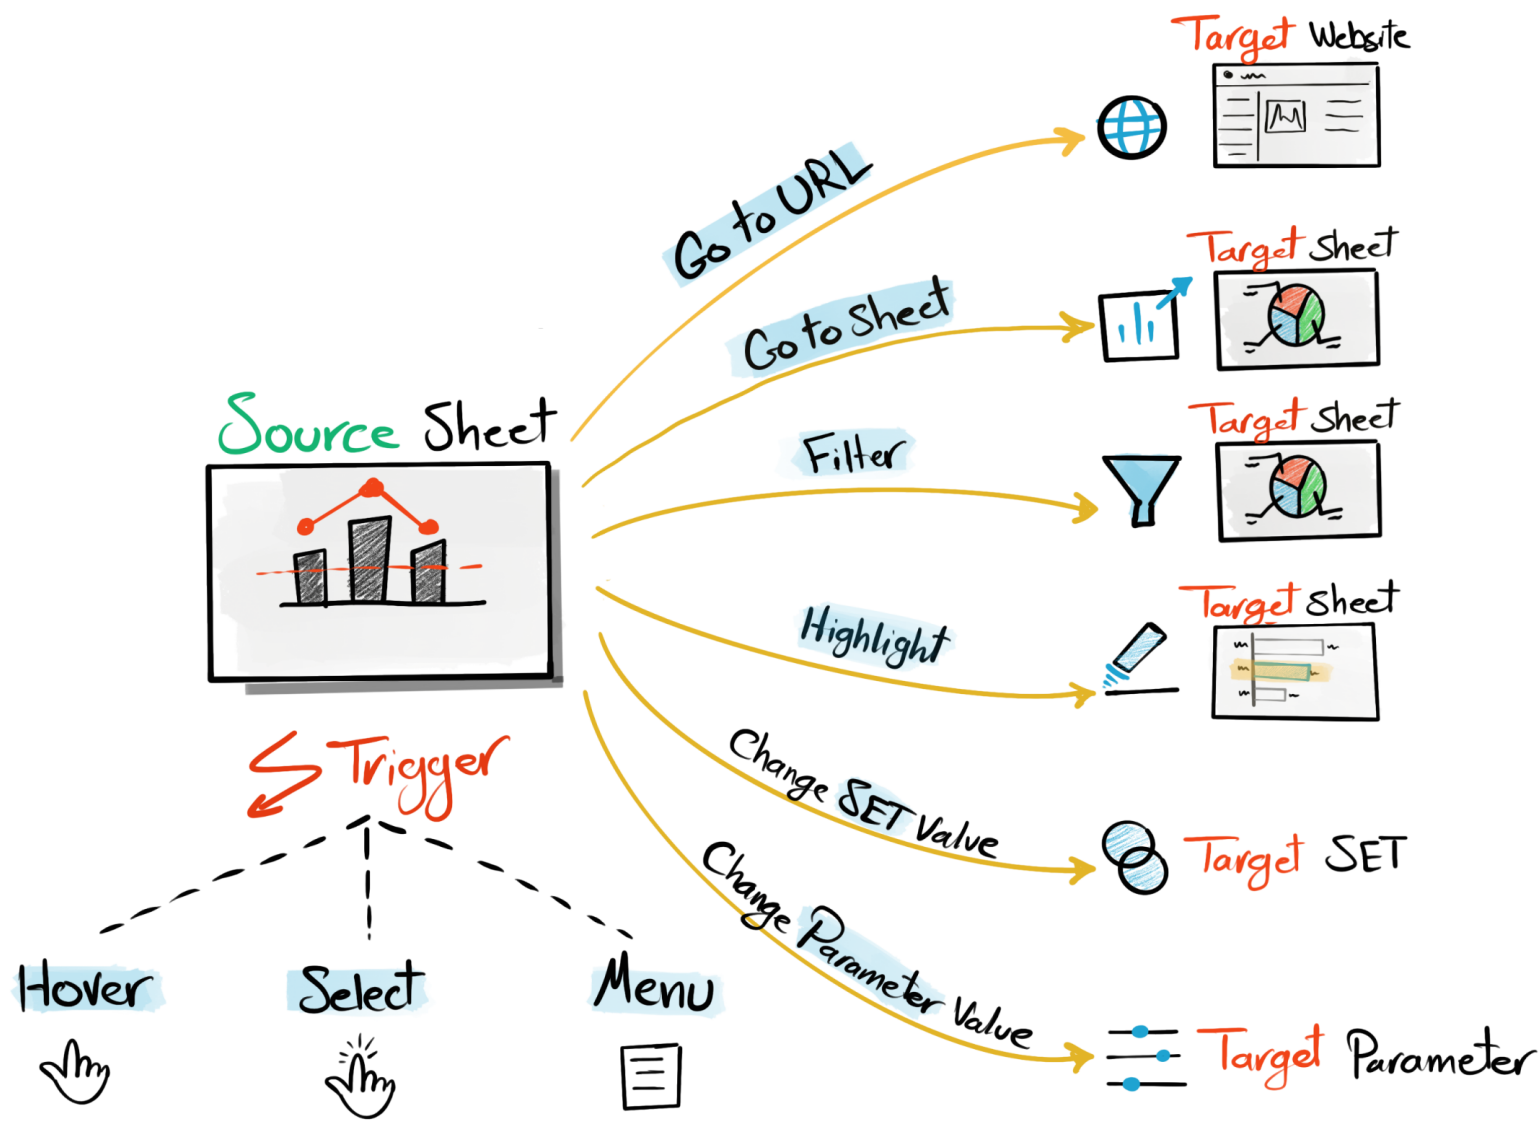 Target Website
Go to URL
Target Sheet
Go to Sheet
Source Sheet
Target Sheet
Filter
Target Sheet
Highlight
Trigger
Change SET Value
Target SET
Change Parameter Value
Hover
Select
Menu
Target Parameter